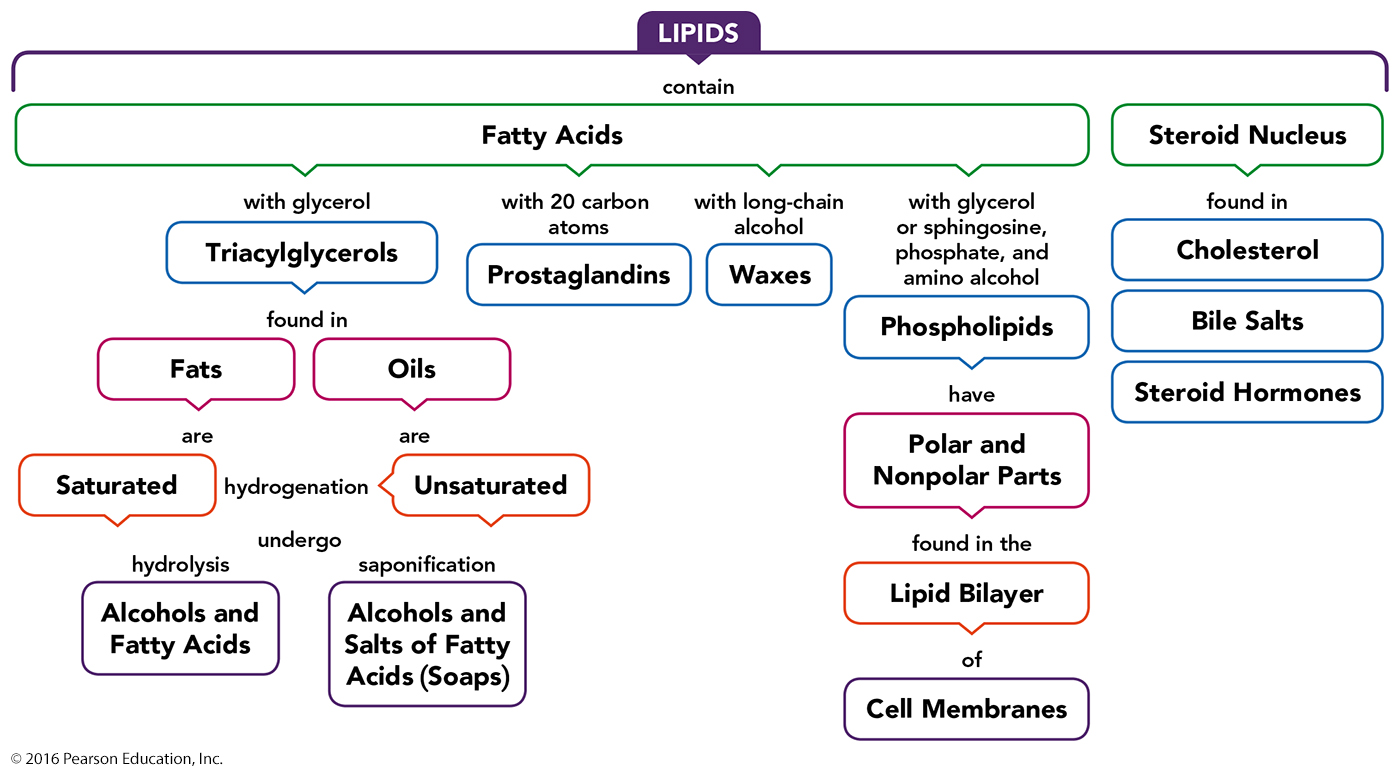 LIPIDS
contain
Fatty Acids
Steroid Nucleus
with glycerol
Triacylglycerols
found in
Fats
Oils
are
are
Saturated
hydrogenation
Unsaturated
undergo
hydrolysis
saponification
Alcohols and
Fatty Acids
Alcohols and
Salts of Fatty
Acids (Soaps)
with 20 carbon
atoms
Prostaglandins
with long-chain
alcohol
Waxes
with glycerol
or sphingosine,
phosphate, and
amino alcohol
Phospholipids
have
Polar and
Nonpolar Parts
found in the
Lipid Bilayer
of
Cell Membranes
found in
Cholesterol
Bile Salts
Steroid Hormones
© 2016 Pearson Education, Inc.